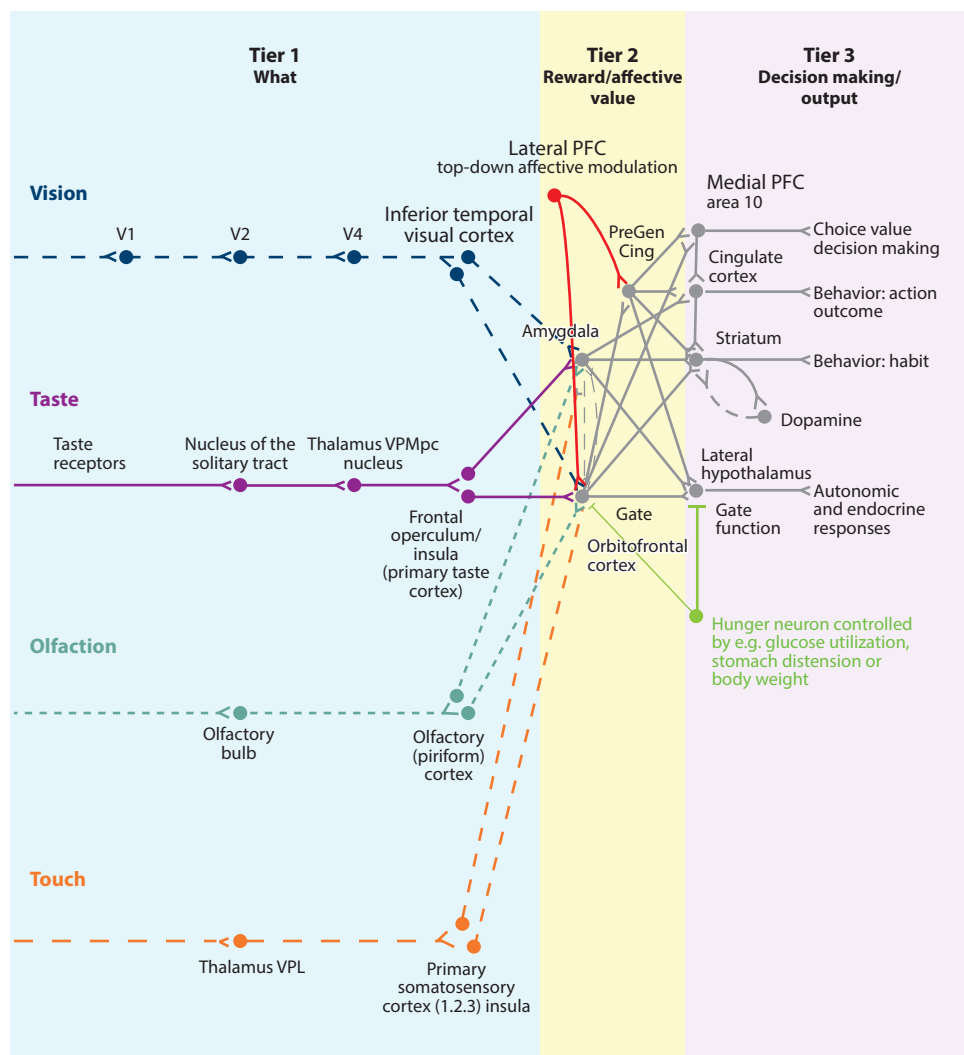 Tier 1
What
Tier 2
Reward/affective
value
Tier 3
Decision making/
output
Lateral PFC
top-down affective modulation
Vision
V1
V2
V4
Inferior temporal
visual cortex
PreGen
Cing
Medial PFC
area 10
Choice value
decision making
Cingulate
cortex
Behavior: action
outcome
Amygdala
Striatum
Behavior: habit
Dopamine
Taste
Taste
receptors
Nucleus of the
solitary tract
Thalamus VPMpc
nucleus
Frontal
operculum/
insula
(primary taste
cortex)
Gate
Orbitofrontal
cortex
Lateral
hypothalamus
Gate
function
Autonomic
and endocrine
responses
Hunger neuron controlled
by e.g. glucose utilization,
stomach distension or
body weight
Olfaction
Olfactory
bulb
Olfactory
(piriform)
cortex
Touch
Thalamus VPL
Primary
somatosensory
cortex (1.2.3) insula